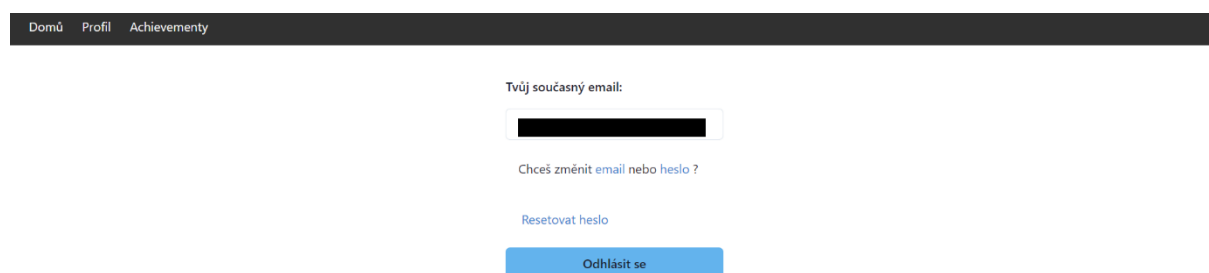 Domů Profil Achievementy
Tvůj současný email:
Chceš změnit email nebo heslo ?
Resetovat heslo
Odhlásit se